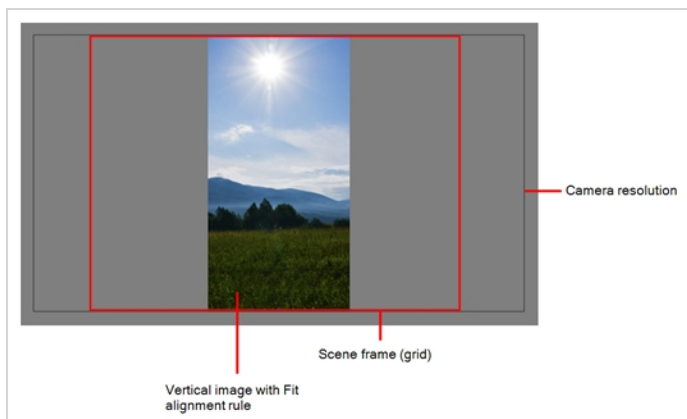 Camera resolution
Scene frame (grid)
Vertical image with Fit
alignment rule